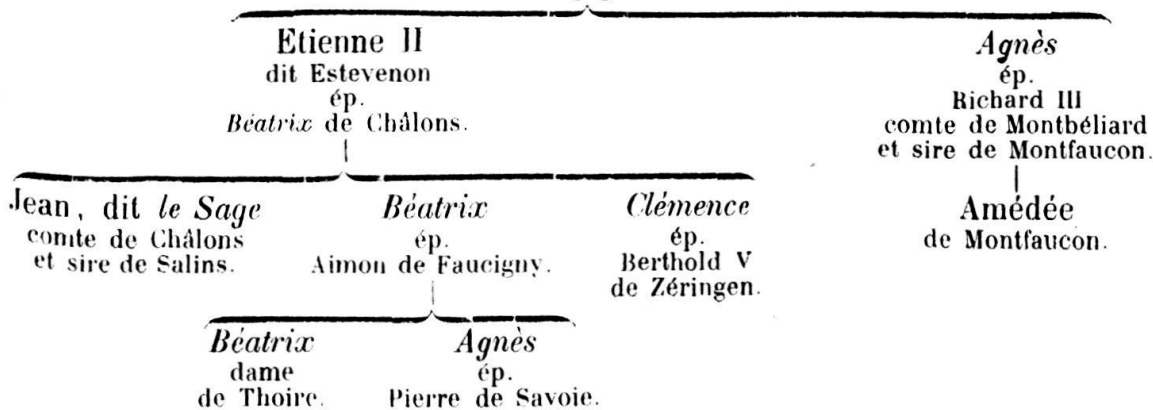 Etienne II
dit Estevenon
ép.
Béatrix de Châlons.
Agnès
ép.
Richard III
comte de Montbéliard
et sire de Montfaucon.
Jean, dit le Sage
comte de Châlons
et sire de Salins.
Béatrix
ép.
Aimon de Faucigny.
Clémence
ép.
Berthold V
de Zéringen.
Amédée
de Montfaucon.
Béatrix
dame
de Thoire.
Agnès
ép.
Pierre de Savoie.